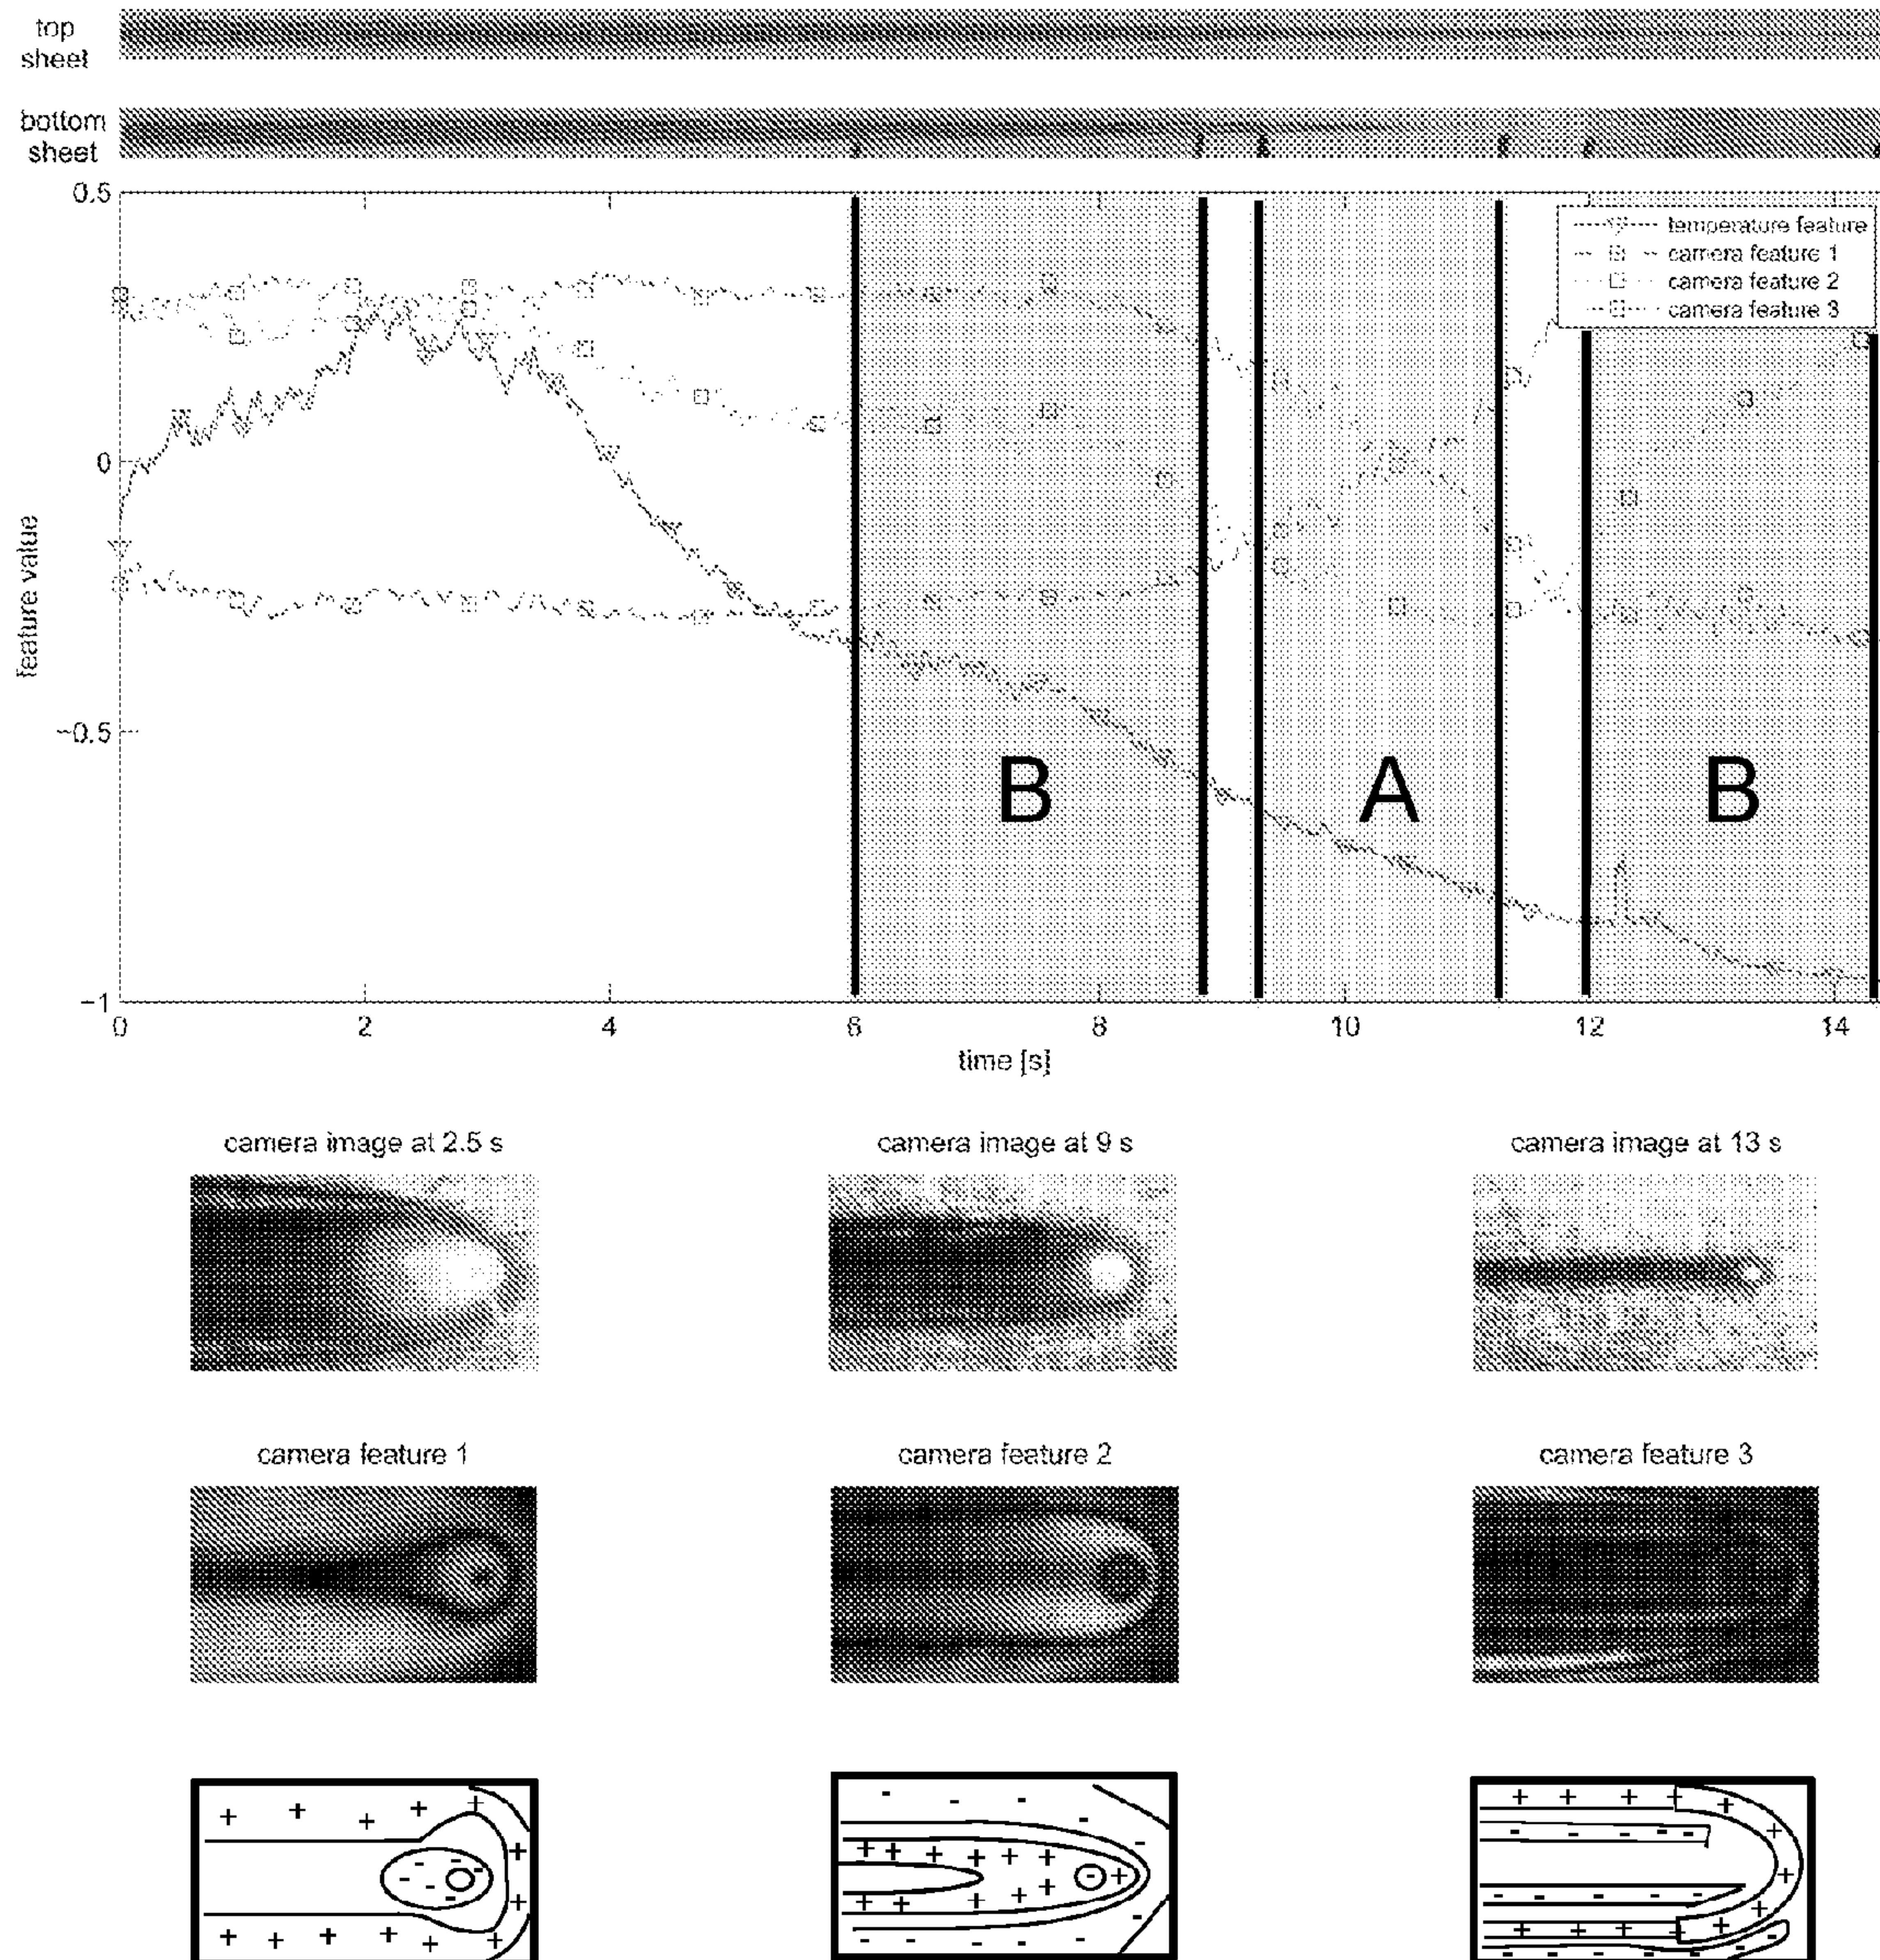 top
sheet
bottom
sheet
0.5
0
−0.5
−1
feature value
temperature feature
camera feature 1
camera feature 2
camera feature 3
B
A
B
0 2 4 6 8 10 12 14
time [s]
camera image at 2.5 s
camera image at 9 s
camera image at 13 s
camera feature 1
camera feature 2
camera feature 3